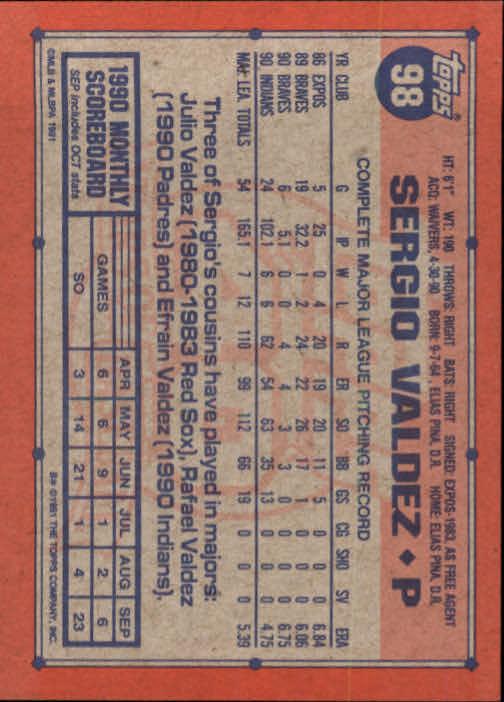 topps®
98
SERGIO VALDEZ ◆ P
HT: 6'1" WT: 190 THROWS: RIGHT BATS: RIGHT SIGNED: EXPOS-1983, AS FREE AGENT
ACQ: WAIVERS, 4-30-90 BORN: 9-7-64, ELIAS PINA, D.R. HOME: ELIAS PINA, D.R.
COMPLETE MAJOR LEAGUE PITCHING RECORD
YR CLUB G IP W L R ER SO BB GS CG SHO SV ERA
86 EXPOS 5 25 0 4 20 19 20 11 5 0 0 0 6.84
89 BRAVES 19 32.2 1 2 24 22 26 17 1 0 0 0 6.06
90 BRAVES 6 5.1 0 0 4 4 3 3 0 0 0 0 6.75
90 INDIANS 24 102.1 6 6 62 54 63 35 13 0 0 0 4.75
MAJ. LEA. TOTALS 54 165.1 7 12 110 99 112 66 19 0 0 0 5.39
Three of Sergio's cousins have played in majors:
Julio Valdez (1980-1983 Red Sox), Rafael Valdez
(1990 Padres) and Efrain Valdez (1990 Indians).
1990 MONTHLY
SCOREBOARD
SEP includes OCT stats
APR MAY JUN JUL AUG SEP
GAMES 6 6 9 1 2 6
SO 3 14 21 1 4 23
©MLB & MLBPA 1991
B* ©1991 THE TOPPS COMPANY, INC.